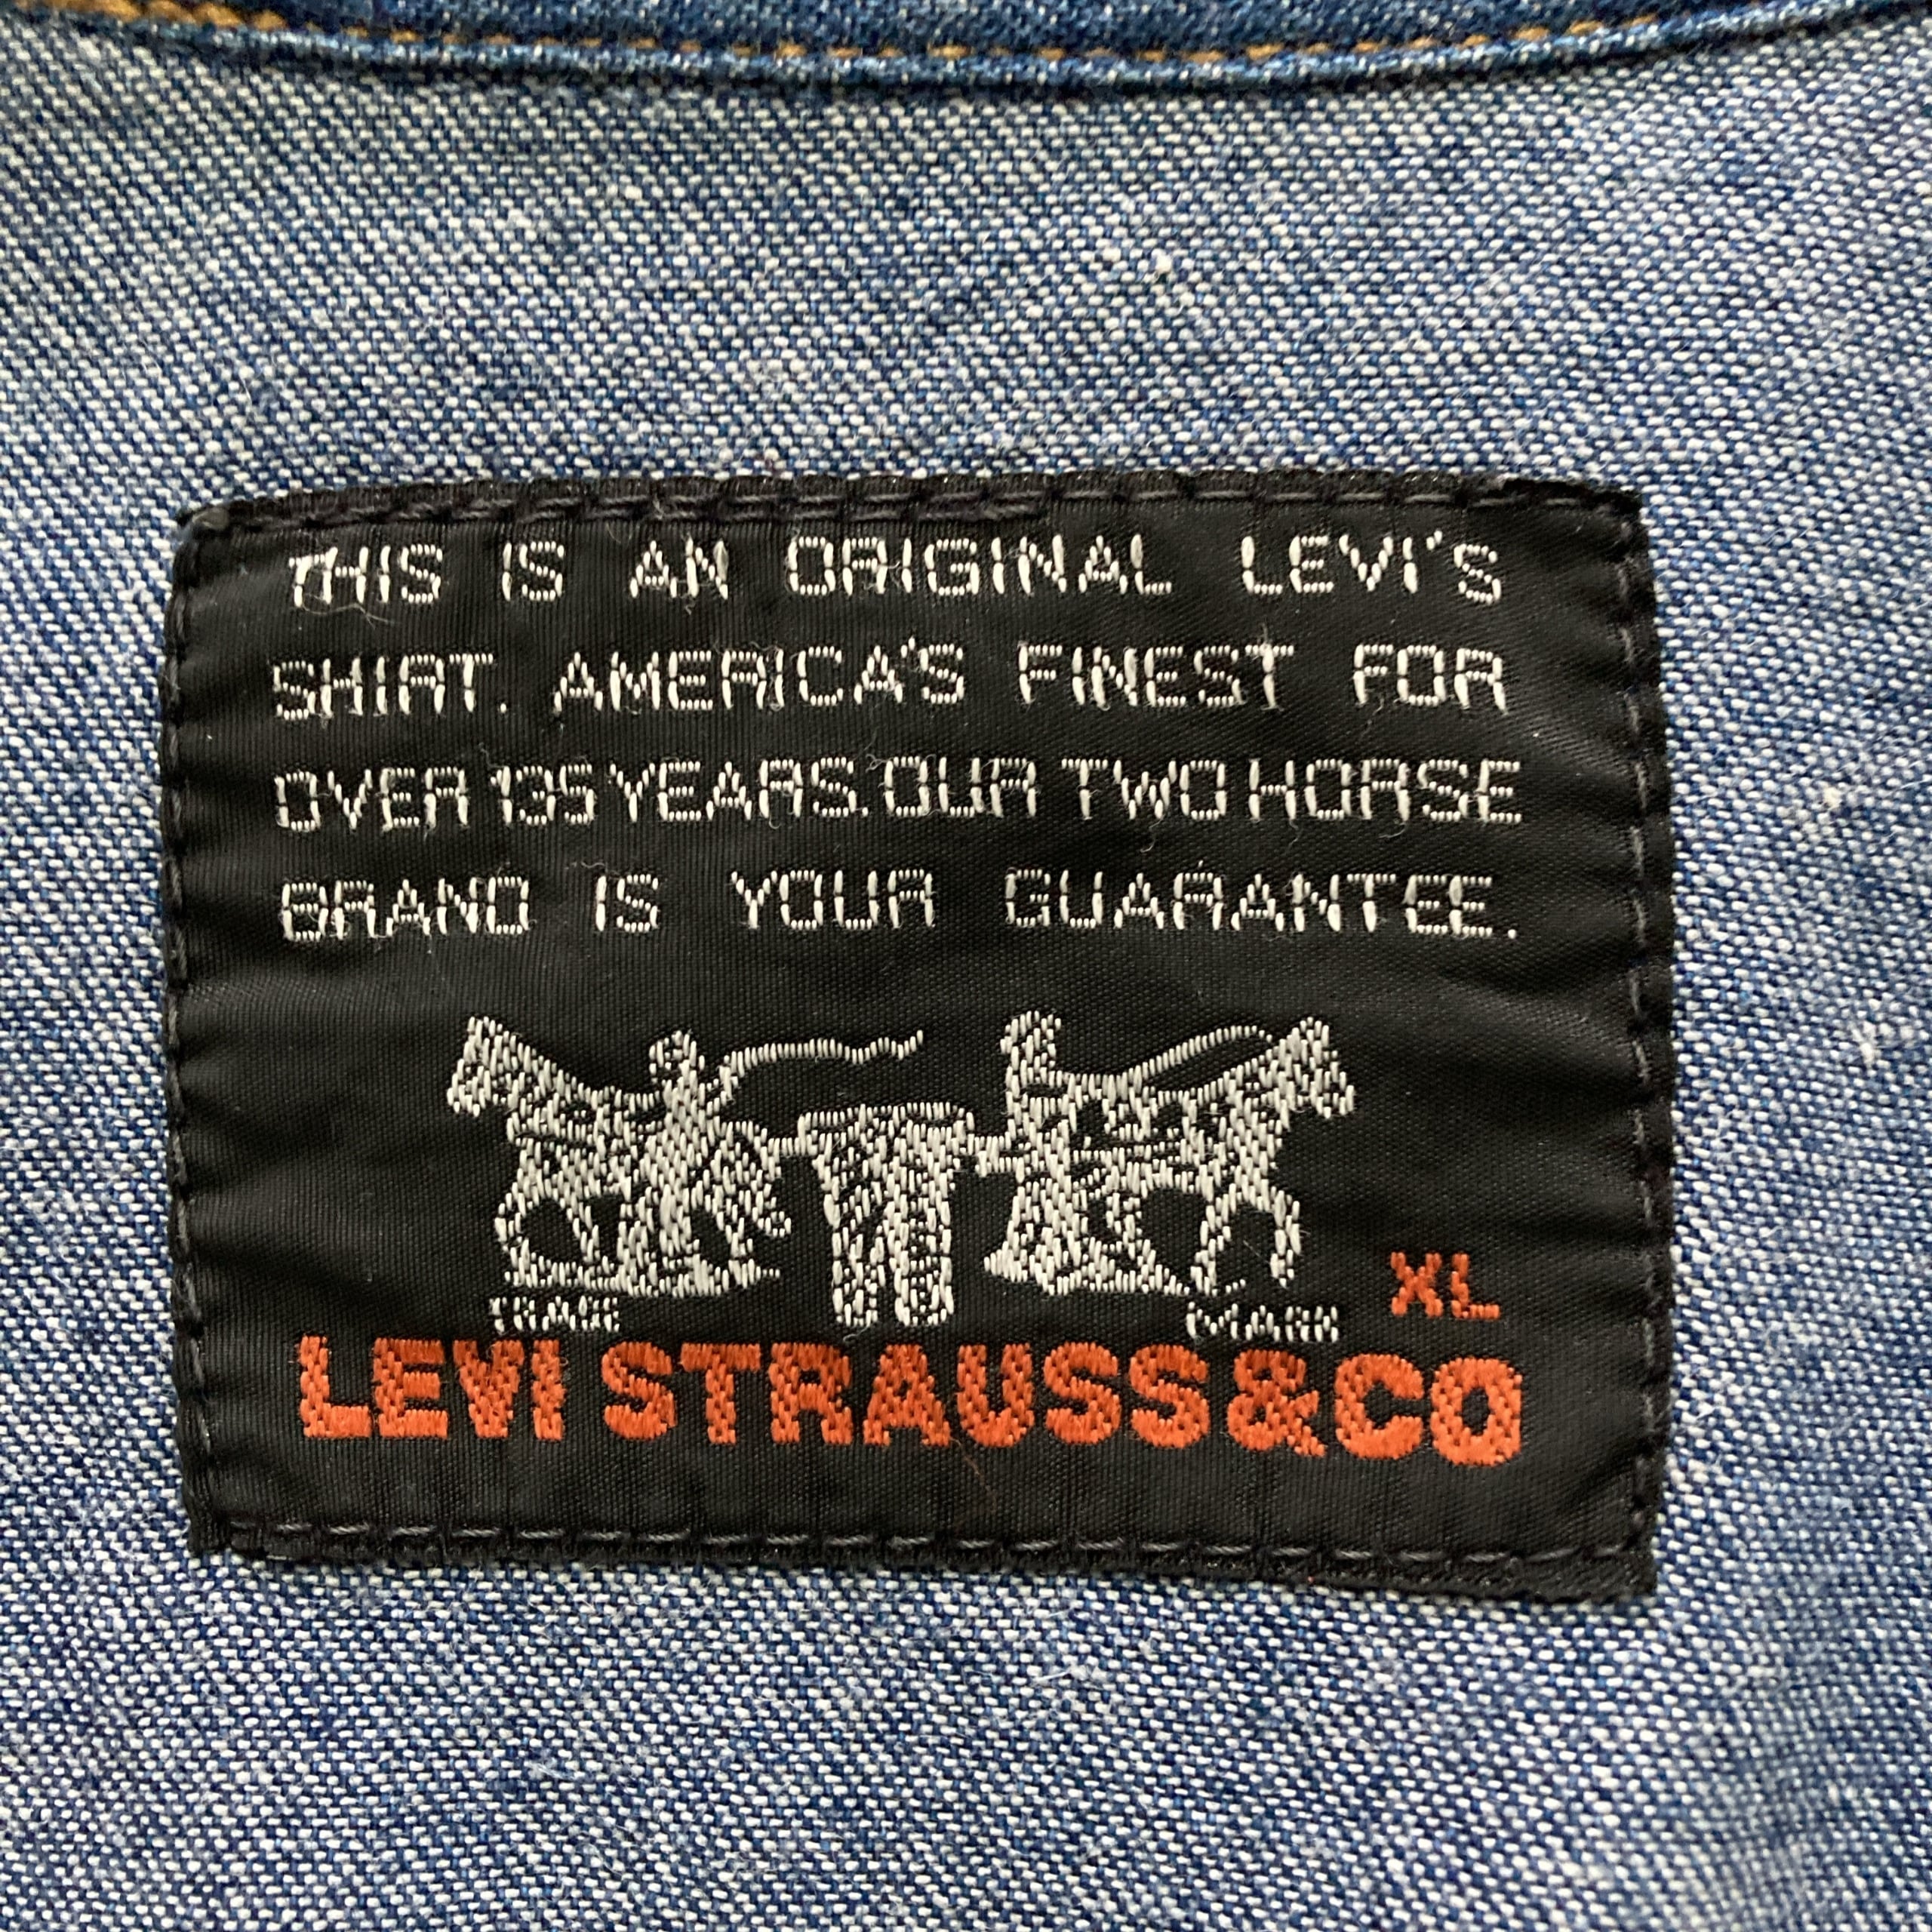 THIS IS AN ORIGINAL LEVI'S
SHIRT. AMERICA'S FINEST FOR
OVER 135 YEARS. OUR TWO HORSE
BRAND IS YOUR GUARANTEE.
TRADE MARK XL
LEVI STRAUSS & CO